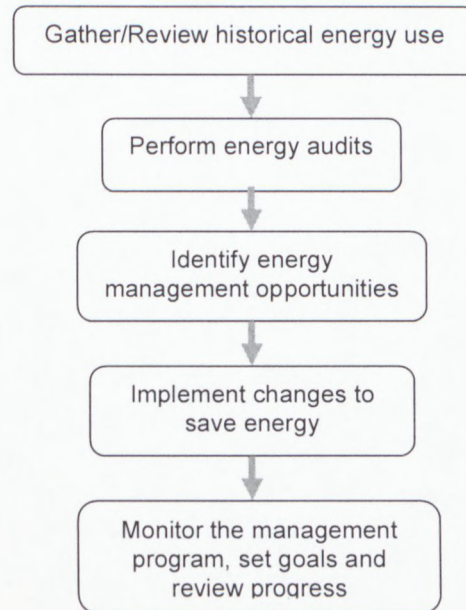 Gather/Review historical energy use
Perform energy audits
Identify energy
management opportunities
Implement changes to
save energy
Monitor the management
program, set goals and
review progress